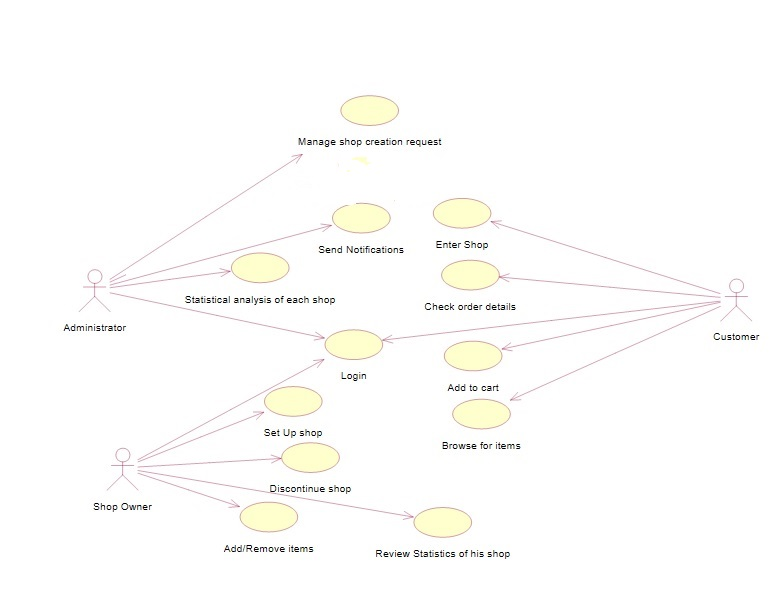 Manage shop creation request
Send Notifications
Enter Shop
Statistical analysis of each shop
Check order details
Administrator
Customer
Login
Add to cart
Set Up shop
Browse for items
Discontinue shop
Shop Owner
Add/Remove items
Review Statistics of his shop